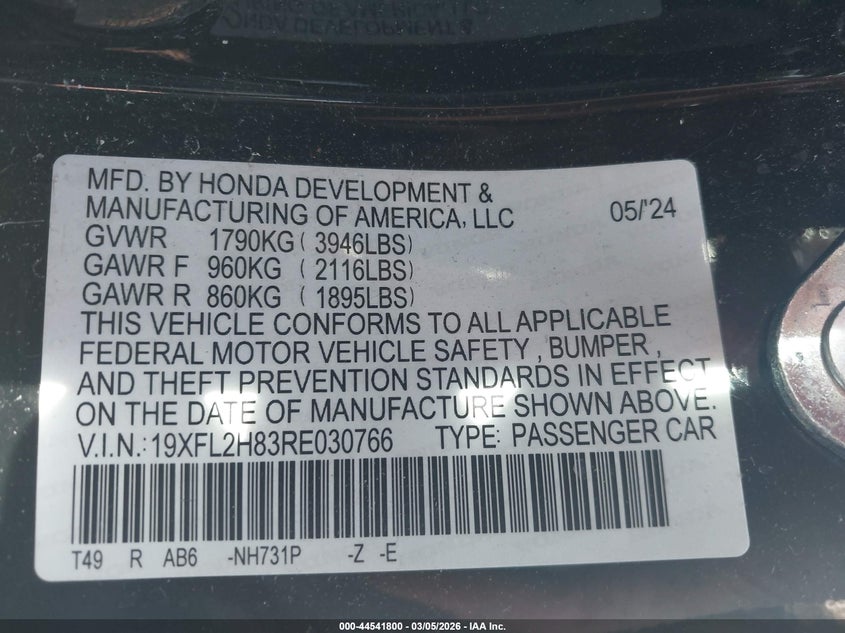 MFD. BY HONDA DEVELOPMENT &
MANUFACTURING OF AMERICA, LLC 05/'24
GVWR 1790KG ( 3946LBS)
GAWR F 960KG ( 2116LBS)
GAWR R 860KG ( 1895LBS)
THIS VEHICLE CONFORMS TO ALL APPLICABLE
FEDERAL MOTOR VEHICLE SAFETY , BUMPER ,
AND THEFT PREVENTION STANDARDS IN EFFECT
ON THE DATE OF MANUFACTURE SHOWN ABOVE.
V.I.N.: 19XFL2H83RE030766 TYPE: PASSENGER CAR
T49 R AB6 -NH731P -Z -E
000-44541800 - 03/05/2026 - IAA Inc.